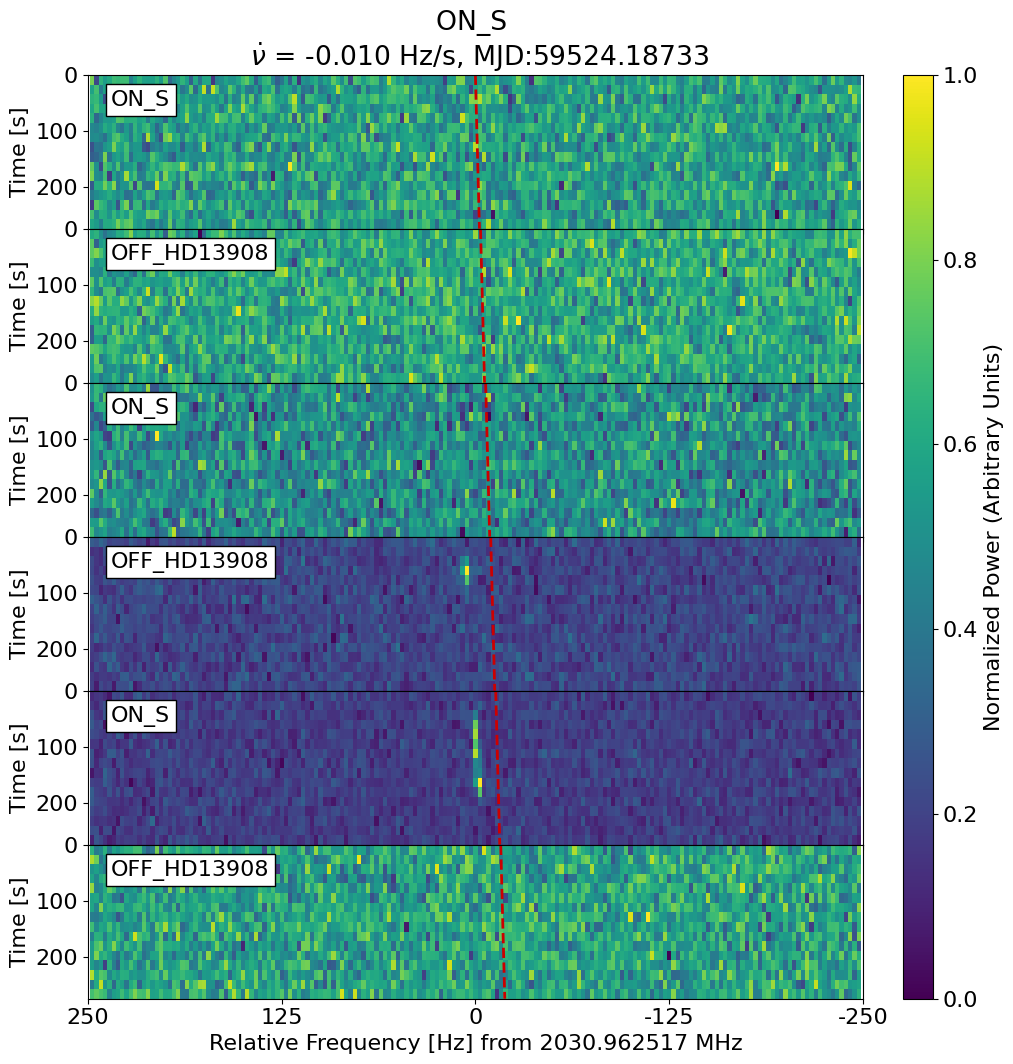 ON_S
ν̇ = -0.010 Hz/s, MJD:59524.18733
0
100
200
Time [s]
ON_S
0
100
200
Time [s]
OFF_HD13908
0
100
200
Time [s]
ON_S
0
100
200
Time [s]
OFF_HD13908
0
100
200
Time [s]
ON_S
0
100
200
Time [s]
OFF_HD13908
250 125 0 -125 -250
Relative Frequency [Hz] from 2030.962517 MHz
1.0
0.8
0.6
0.4
0.2
0.0
Normalized Power (Arbitrary Units)